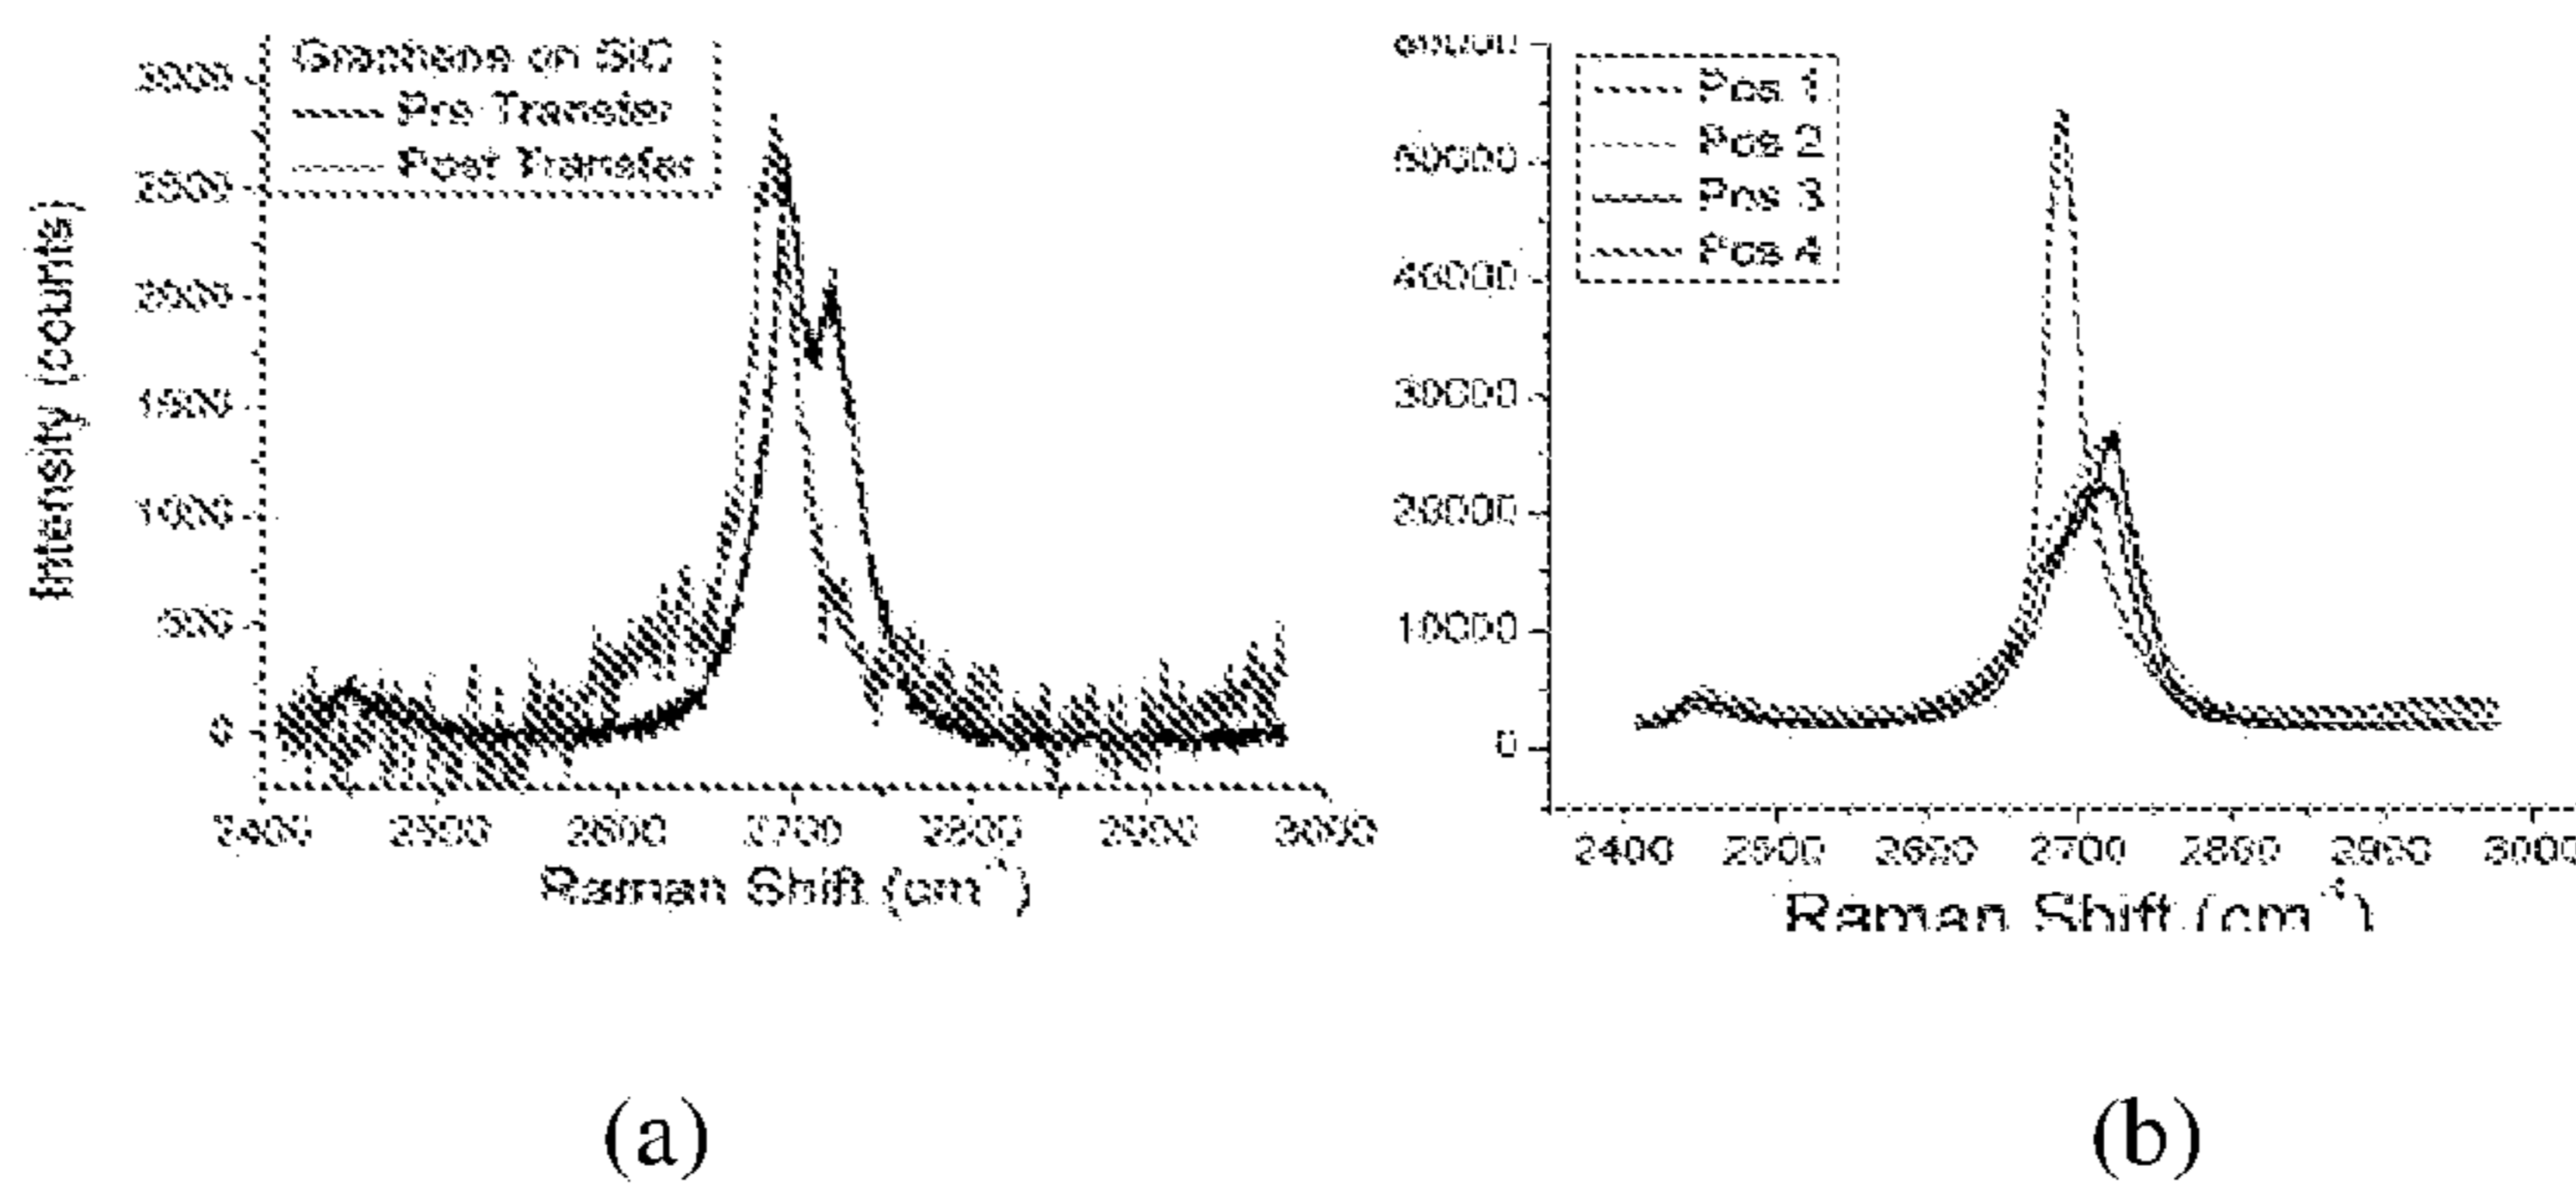 Graphene on SiC
Pre Transfer
Post Transfer
3000
2500
2000
1500
1000
500
0
Intensity (counts)
2400 2500 2600 2700 2800 2900 3000
Raman Shift (cm⁻¹)
60000
50000
40000
30000
20000
10000
0
Pos 1
Pos 2
Pos 3
Pos 4
2400 2500 2600 2700 2800 2900 3000
Raman Shift (cm⁻¹)
(a) (b)